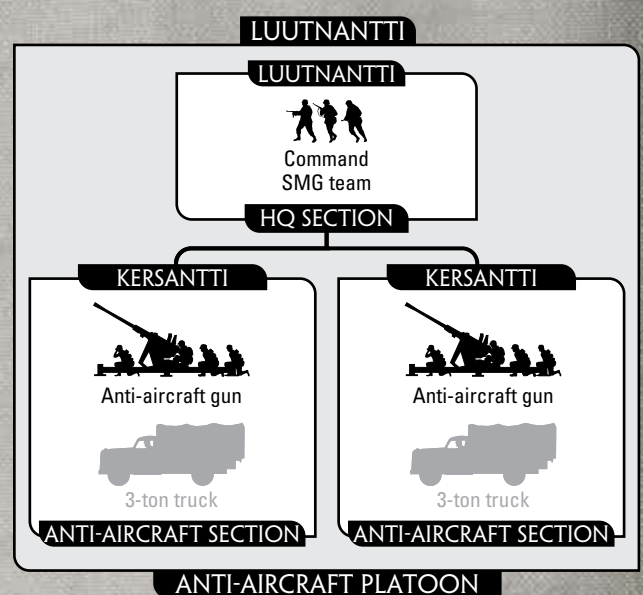 LUUTNANTTI
LUUTNANTTI
Command
SMG team
HQ SECTION
KERSANTTI
Anti-aircraft gun
3-ton truck
ANTI-AIRCRAFT SECTION
KERSANTTI
Anti-aircraft gun
3-ton truck
ANTI-AIRCRAFT SECTION
ANTI-AIRCRAFT PLATOON